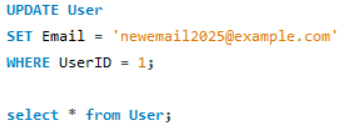 UPDATE User
SET Email = 'newemail2025@example.com'
WHERE UserID = 1;
select * from User;